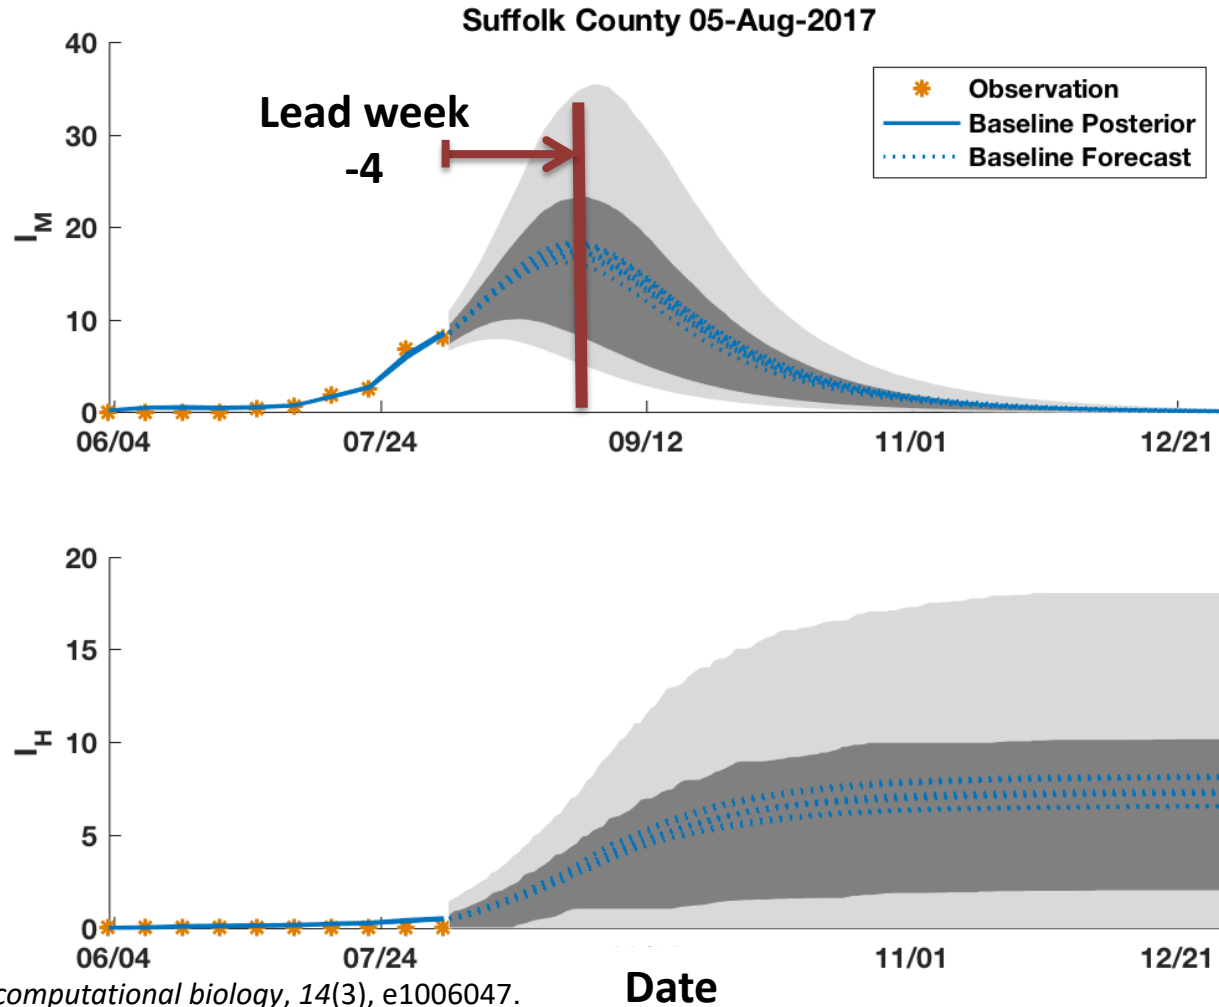 Suffolk County 05-Aug-2017
40
30
20
10
0
I_M
Lead week
-4
Observation
Baseline Posterior
Baseline Forecast
06/04 07/24 09/12 11/01 12/21
20
15
10
5
0
I_H
06/04 07/24 11/01 12/21
computational biology, 14(3), e1006047.
Date